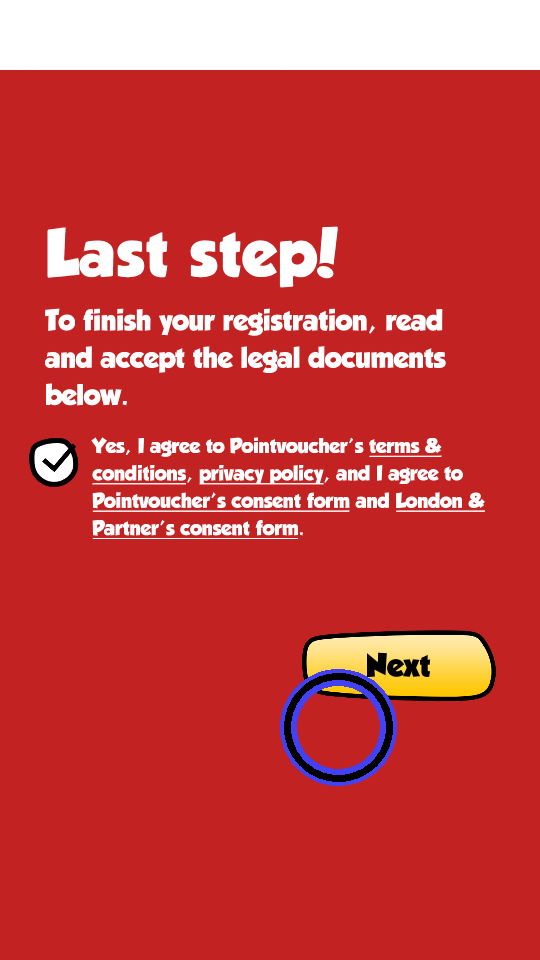 Last step!
To finish your registration, read
and accept the legal documents
below.
Yes, I agree to Pointvoucher's terms &
conditions, privacy policy, and I agree to
Pointvoucher's consent form and London &
Partner's consent form.
Next